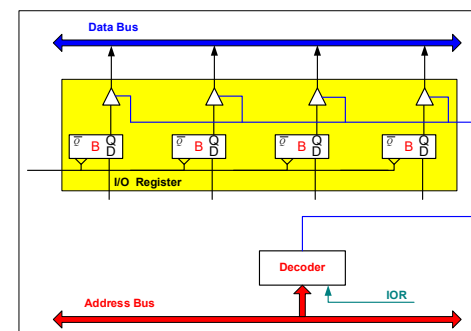 Data Bus
Q B Q D Q B Q D Q B Q D Q B Q D
I/O Register
Decoder
IOR
Address Bus